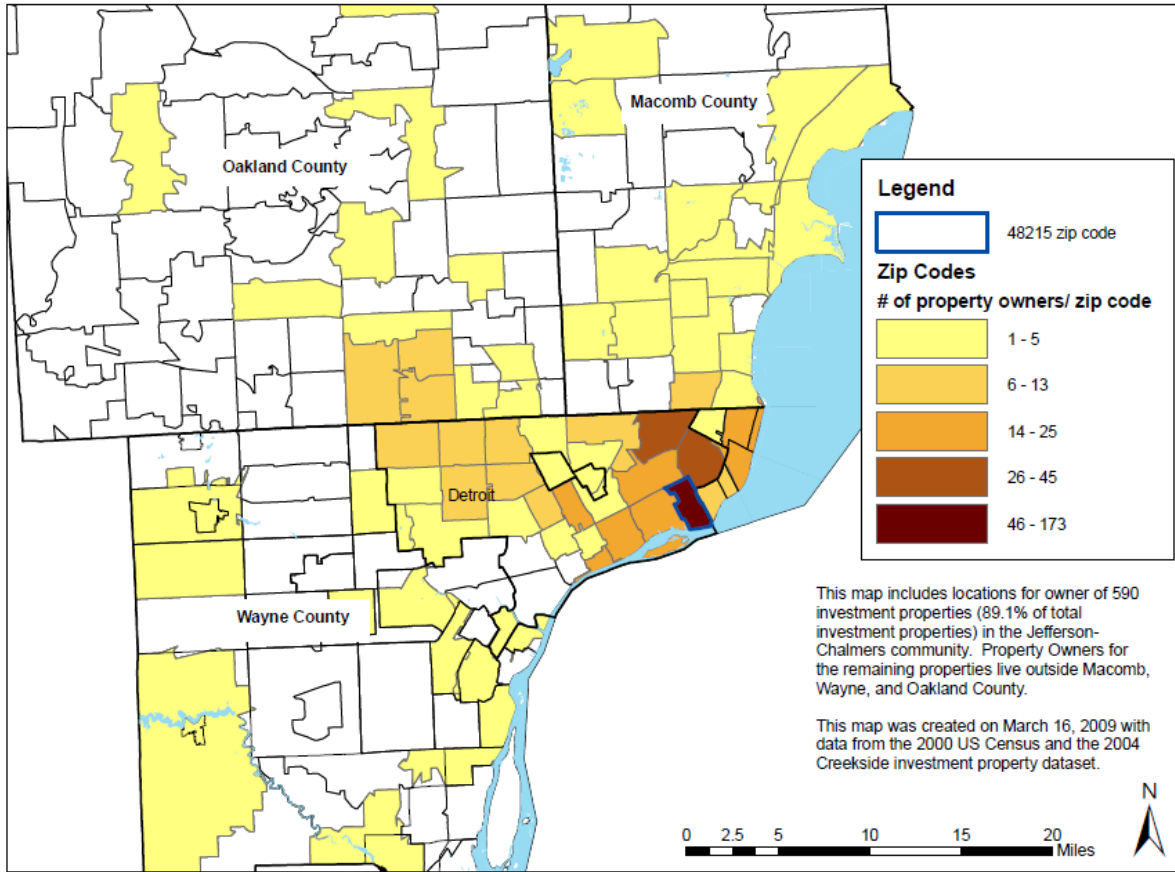 Macomb County
Oakland County
Detroit
Wayne County
Legend
48215 zip code
Zip Codes
# of property owners/ zip code
1 - 5
6 - 13
14 - 25
26 - 45
46 - 173
This map includes locations for owner of 590
investment properties (89.1% of total
investment properties) in the Jefferson-
Chalmers community. Property Owners for
the remaining properties live outside Macomb,
Wayne, and Oakland County.
This map was created on March 16, 2009 with
data from the 2000 US Census and the 2004
Creekside investment property dataset.
N
0 2.5 5 10 15 20
Miles